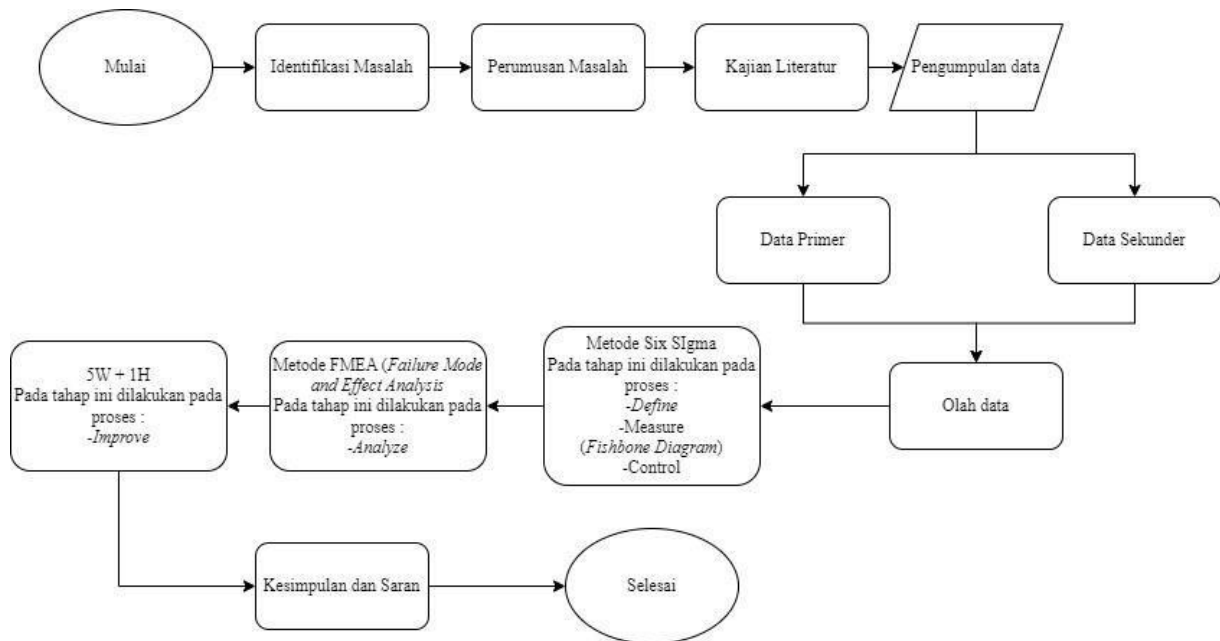 Mulai
Identifikasi Masalah
Perumusan Masalah
Kajian Literatur
Pengumpulan data
Data Primer
Data Sekunder
Olah data
Metode Six SIgma
Pada tahap ini dilakukan pada
proses :
-Define
-Measure
(Fishbone Diagram)
-Control
Metode FMEA (Failure Mode
and Effect Analysis
Pada tahap ini dilakukan pada
proses :
-Analyze
5W + 1H
Pada tahap ini dilakukan pada
proses :
-Improve
Kesimpulan dan Saran
Selesai